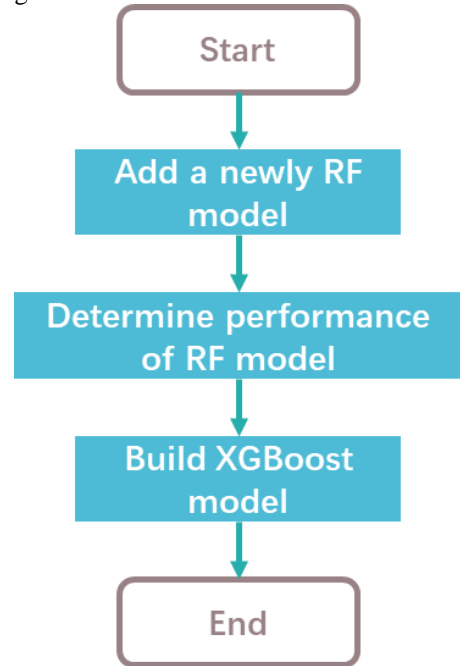 Start
Add a newly RF
model
Determine performance
of RF model
Build XGBoost
model
End